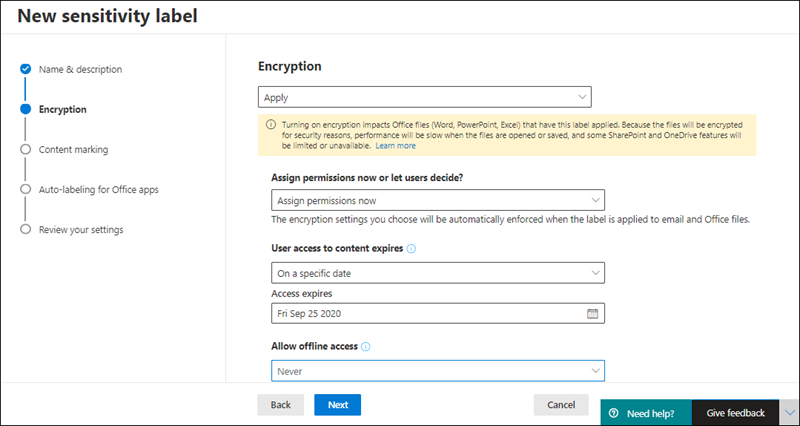 New sensitivity label
Name & description
Encryption
Content marking
Auto-labeling for Office apps
Review your settings
Encryption
Apply
Turning on encryption impacts Office files (Word, PowerPoint, Excel) that have this label applied. Because the files will be encrypted
for security reasons, performance will be slow when the files are opened or saved, and some SharePoint and OneDrive features will
be limited or unavailable. Learn more
Assign permissions now or let users decide?
Assign permissions now
The encryption settings you choose will be automatically enforced when the label is applied to email and Office files.
User access to content expires
On a specific date
Access expires
Fri Sep 25 2020
Allow offline access
Never
Back
Next
Cancel
Need help?
Give feedback